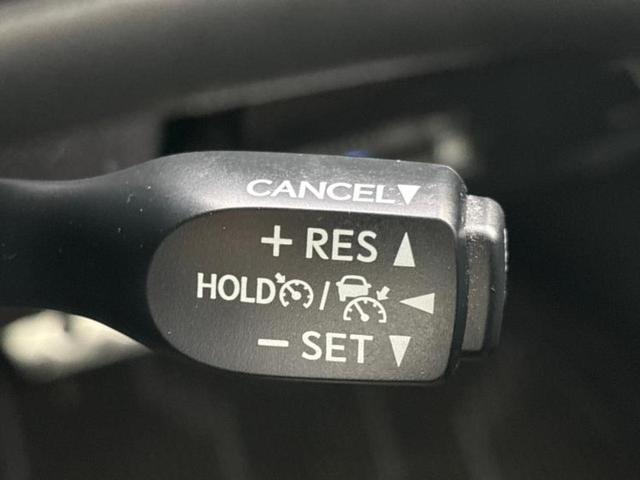 CANCEL▼
+ RES ▲
HOLD / ◀
− SET ▼